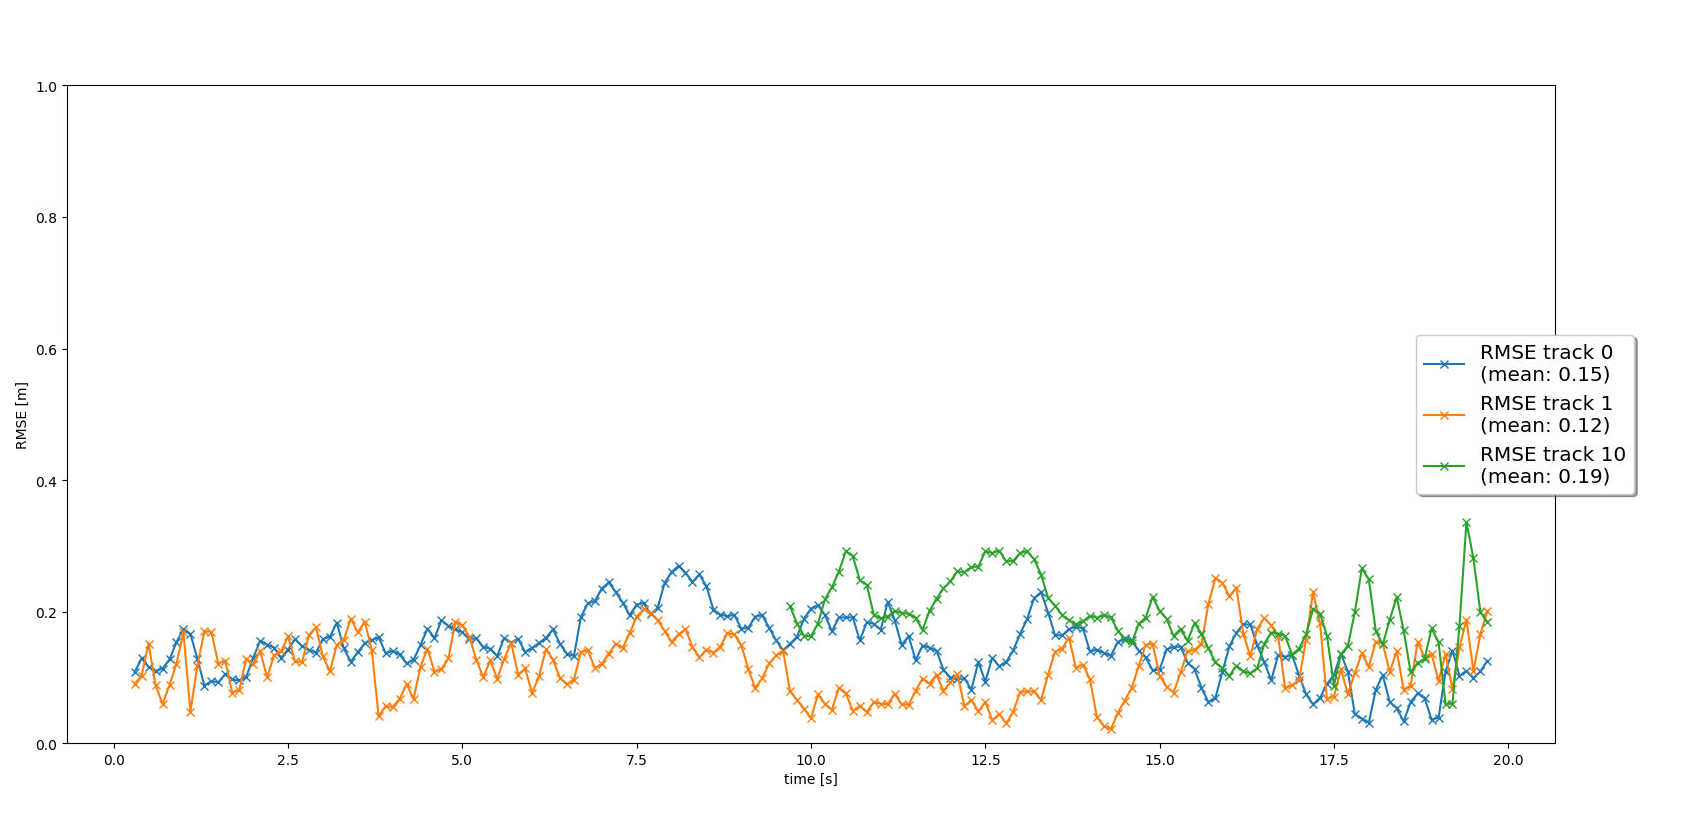 1.0
0.8
0.6
0.4
0.2
0.0
RMSE [m]
0.0 2.5 5.0 7.5 10.0 12.5 15.0 17.5 20.0
time [s]
RMSE track 0
(mean: 0.15)
RMSE track 1
(mean: 0.12)
RMSE track 10
(mean: 0.19)